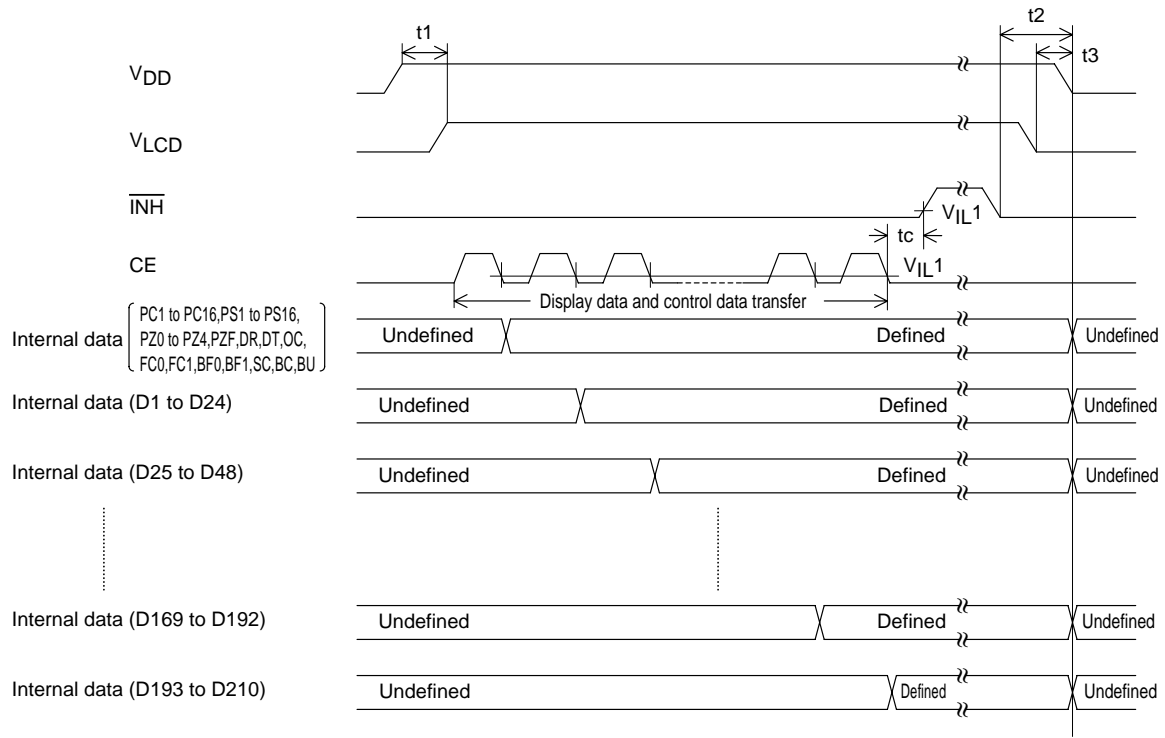 t1
t2
t3
VDD
VLCD
INH
VIL1
tc
CE
VIL1
Display data and control data transfer
Internal data
PC1 to PC16,PS1 to PS16,
PZ0 to PZ4,PZF,DR,DT,OC,
FC0,FC1,BF0,BF1,SC,BC,BU
Undefined
Defined
Undefined
Internal data (D1 to D24)
Undefined
Defined
Undefined
Internal data (D25 to D48)
Undefined
Defined
Undefined
Internal data (D169 to D192)
Undefined
Defined
Undefined
Internal data (D193 to D210)
Undefined
Defined
Undefined